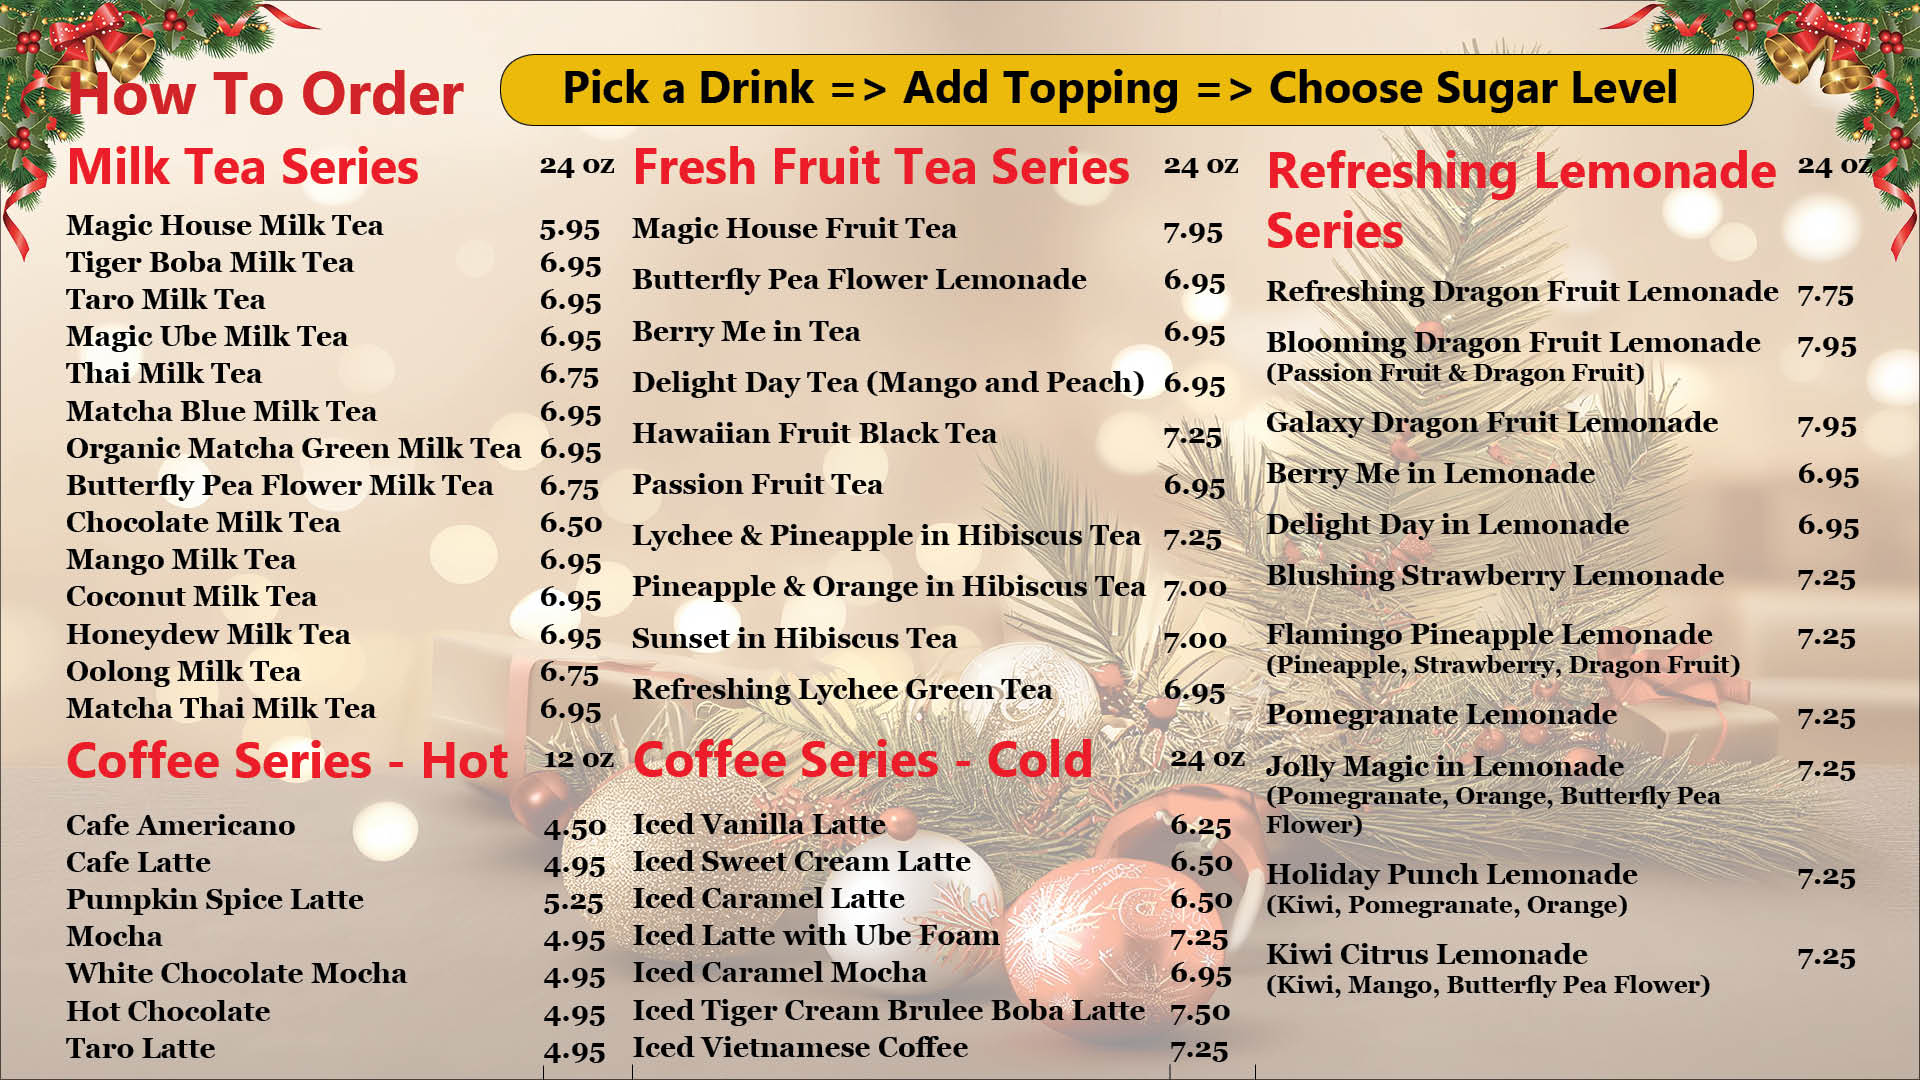 How To Order
Pick a Drink => Add Topping => Choose Sugar Level
Milk Tea Series 24 oz
Magic House Milk Tea 5.95
Tiger Boba Milk Tea 6.95
Taro Milk Tea 6.95
Magic Ube Milk Tea 6.95
Thai Milk Tea 6.75
Matcha Blue Milk Tea 6.95
Organic Matcha Green Milk Tea 6.95
Butterfly Pea Flower Milk Tea 6.75
Chocolate Milk Tea 6.50
Mango Milk Tea 6.95
Coconut Milk Tea 6.95
Honeydew Milk Tea 6.95
Oolong Milk Tea 6.75
Matcha Thai Milk Tea 6.95
Coffee Series - Hot 12 oz
Cafe Americano 4.50
Cafe Latte 4.95
Pumpkin Spice Latte 5.25
Mocha 4.95
White Chocolate Mocha 4.95
Hot Chocolate 4.95
Taro Latte 4.95
Fresh Fruit Tea Series 24 oz
Magic House Fruit Tea 7.95
Butterfly Pea Flower Lemonade 6.95
Berry Me in Tea 6.95
Delight Day Tea (Mango and Peach) 6.95
Hawaiian Fruit Black Tea 7.25
Passion Fruit Tea 6.95
Lychee & Pineapple in Hibiscus Tea 7.25
Pineapple & Orange in Hibiscus Tea 7.00
Sunset in Hibiscus Tea 7.00
Refreshing Lychee Green Tea 6.95
Coffee Series - Cold 24 oz
Iced Vanilla Latte 6.25
Iced Sweet Cream Latte 6.50
Iced Caramel Latte 6.50
Iced Latte with Ube Foam 7.25
Iced Caramel Mocha 6.95
Iced Tiger Cream Brulee Boba Latte 7.50
Iced Vietnamese Coffee 7.25
Refreshing Lemonade 24 oz
Series
Refreshing Dragon Fruit Lemonade 7.75
Blooming Dragon Fruit Lemonade 7.95
(Passion Fruit & Dragon Fruit)
Galaxy Dragon Fruit Lemonade 7.95
Berry Me in Lemonade 6.95
Delight Day in Lemonade 6.95
Blushing Strawberry Lemonade 7.25
Flamingo Pineapple Lemonade 7.25
(Pineapple, Strawberry, Dragon Fruit)
Pomegranate Lemonade 7.25
Jolly Magic in Lemonade 7.25
(Pomegranate, Orange, Butterfly Pea
Flower)
Holiday Punch Lemonade 7.25
(Kiwi, Pomegranate, Orange)
Kiwi Citrus Lemonade 7.25
(Kiwi, Mango, Butterfly Pea Flower)